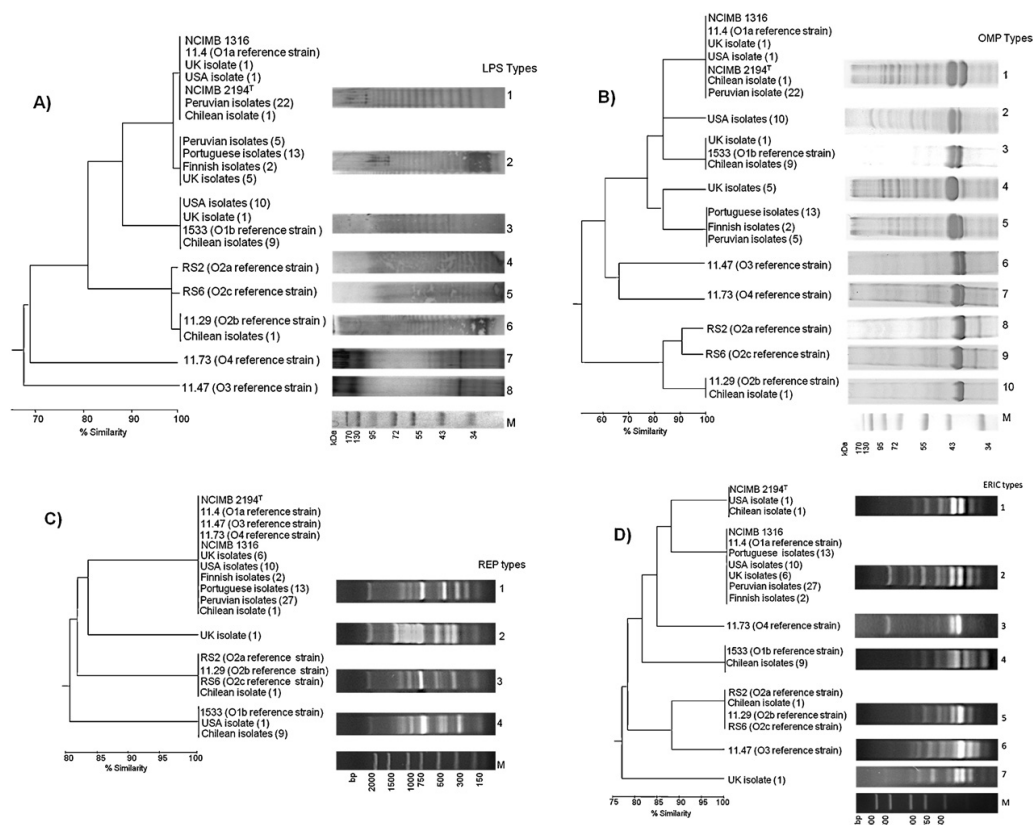 A)
NCIMB 1316
11.4 (O1a reference strain)
UK isolate (1)
USA isolate (1)
NCIMB 2194T
Peruvian isolates (22)
Chilean isolate (1)
Peruvian isolates (5)
Portuguese isolates (13)
Finnish isolates (2)
UK isolates (5)
USA isolates (10)
UK isolate (1)
1533 (O1b reference strain )
Chilean isolates (9)
RS2 (O2a reference strain )
RS6 (O2c reference strain )
11.29 (O2b reference strain )
Chilean isolates (1)
11.73 (O4 reference strain )
11.47 (O3 reference strain )
LPS Types
1
2
3
4
5
6
7
8
M
70 80 90 100
% Similarity
kDa 170 130 95 72 55 43 34
B)
NCIMB 1316
11.4 (O1a reference strain)
UK isolate (1)
USA isolate (1)
NCIMB 2194T
Chilean isolate (1)
Peruvian isolates (22)
USA isolates (10)
UK isolate (1)
1533 (O1b reference strain)
Chilean isolates (9)
UK isolates (5)
Portuguese isolates (13)
Finnish isolates (2)
Peruvian isolates (5)
11.47 (O3 reference strain)
11.73 (O4 reference strain)
RS2 (O2a reference strain)
RS6 (O2c reference strain)
11.29 (O2b reference strain)
Chilean isolate (1)
OMP Types
1
2
3
4
5
6
7
8
9
10
M
60 70 80 90 100
% Similarity
kDa 170 130 95 72 55 43 34
C)
NCIMB 2194T
11.4 (O1a reference strain)
11.47 (O3 reference strain)
11.73 (O4 reference strain)
NCIMB 1316
UK isolates (6)
USA isolates (10)
Finnish isolates (2)
Portuguese isolates (13)
Peruvian isolates (27)
Chilean isolate (1)
UK isolate (1)
RS2 (O2a reference strain)
11.29 (O2b reference strain)
RS6 (O2c reference strain)
Chilean isolate (1)
1533 (O1b reference strain)
USA isolate (1)
Chilean isolates (9)
REP types
1
2
3
4
M
80 85 90 95 100
% Similarity
bp 2000 1500 1000 750 500 300 150
D)
NCIMB 2194T
USA isolate (1)
Chilean isolate (1)
NCIMB 1316
11.4 (O1a reference strain)
Portuguese isolates (13)
USA isolates (10)
UK isolates (6)
Peruvian isolates (27)
Finnish isolates (2)
11.73 (O4 reference strain)
1533 (O1b reference strain)
Chilean isolates (9)
RS2 (O2a reference strain)
Chilean isolate (1)
11.29 (O2b reference strain)
RS6 (O2c reference strain)
11.47 (O3 reference strain)
UK isolate (1)
ERIC types
1
2
3
4
5
6
7
M
75 80 85 90 95 100
% Similarity
bp 00 00 00 50 00